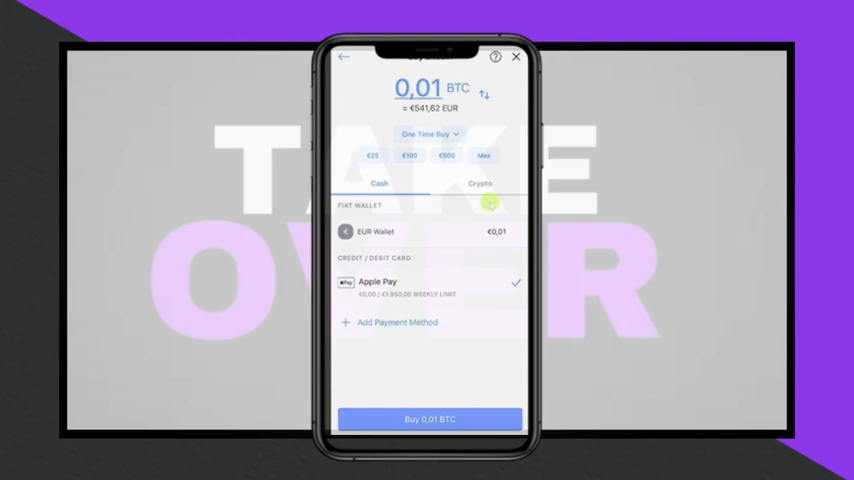 TAKE
OVER
0,01 BTC
≈ €541,62 EUR
One Time Buy
€25 €100 €500 Max
Cash Crypto
FIAT WALLET
EUR Wallet €0,01
CREDIT / DEBIT CARD
Pay Apple Pay
€0,00 / €1.950,00 WEEKLY LIMIT
+ Add Payment Method
Buy 0,01 BTC